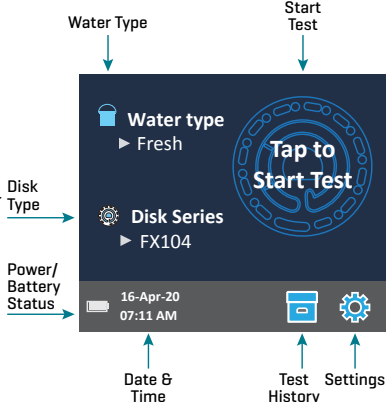 Water Type
Start
Test
Water type
Fresh
Tap to
Start Test
Disk
Type
Disk Series
FX104
Power/
Battery
Status
16-Apr-20
07:11 AM
Date &
Time
Test
History
Settings